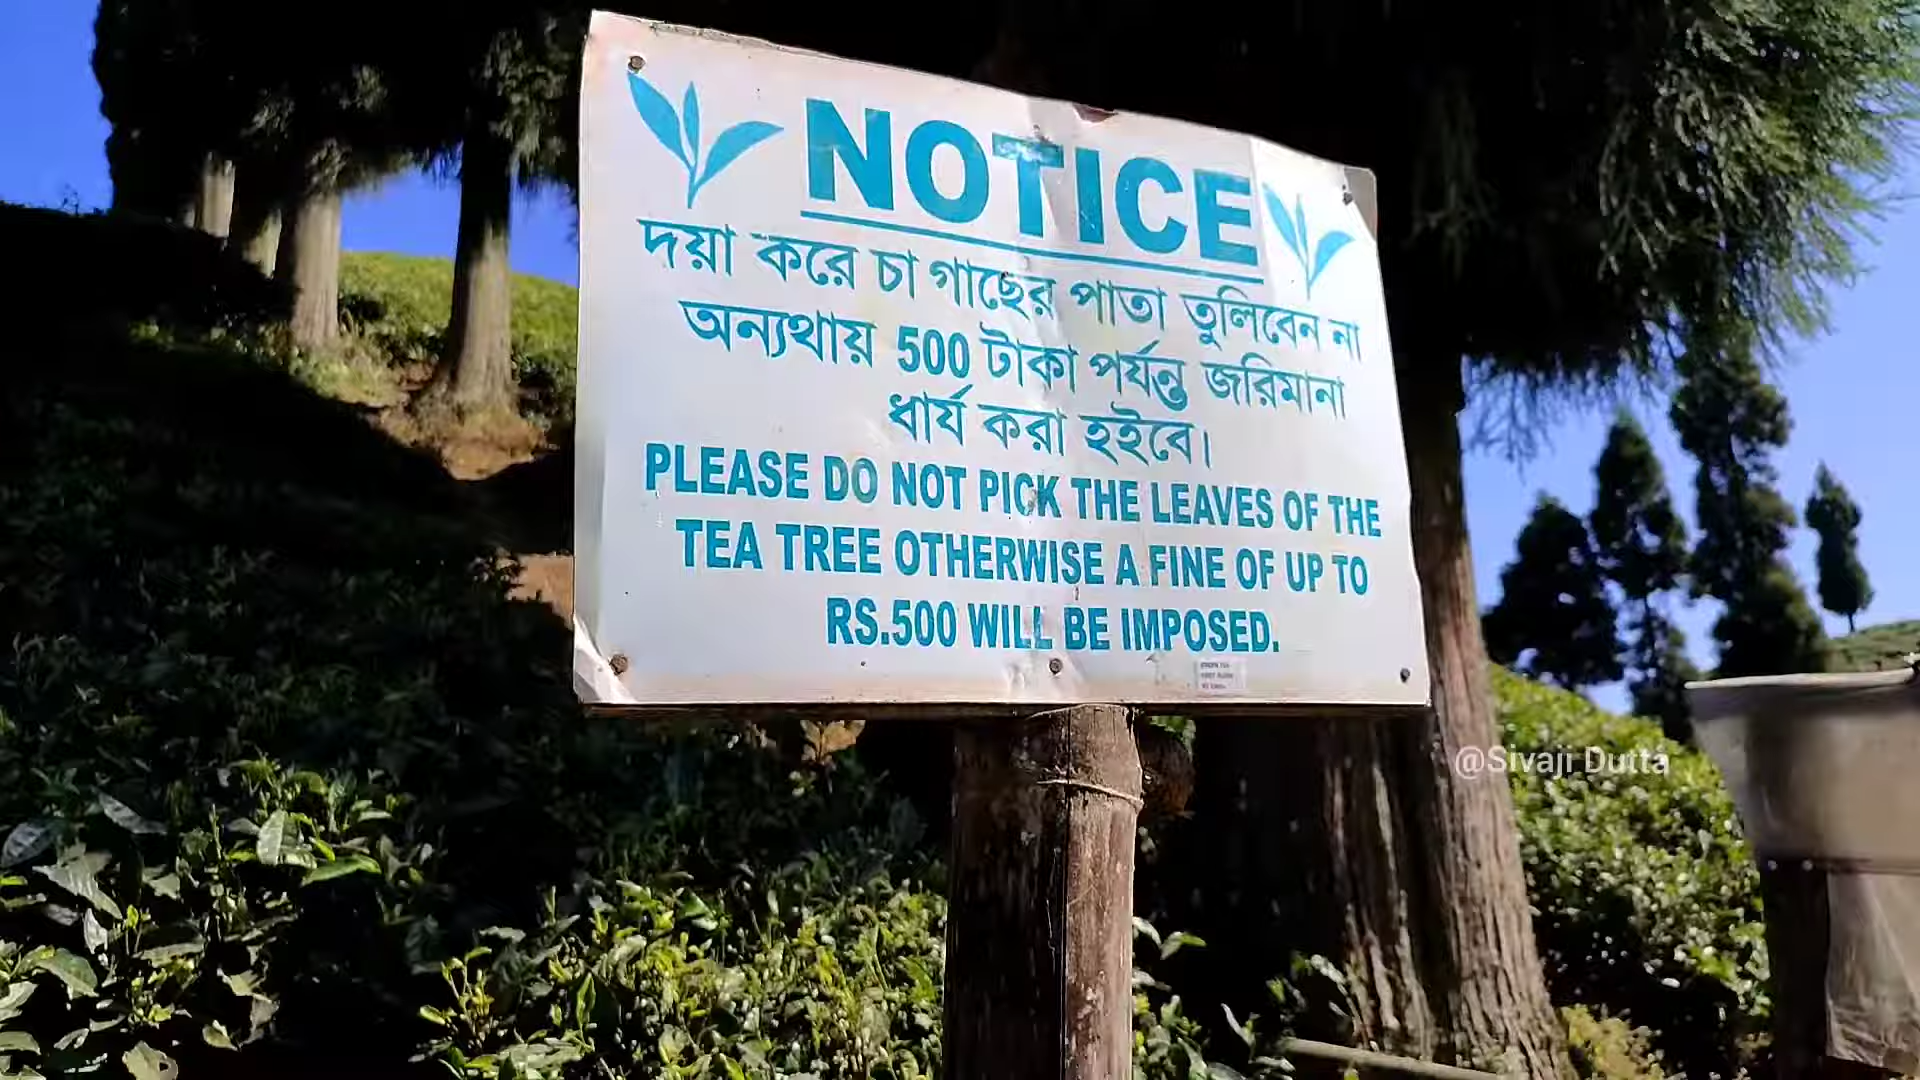 NOTICE
দয়া করে চা গাছের পাতা তুলিবেন না
অন্যথায় 500 টাকা পর্যন্ত জরিমানা
ধার্য করা হইবে।
PLEASE DO NOT PICK THE LEAVES OF THE
TEA TREE OTHERWISE A FINE OF UP TO
RS.500 WILL BE IMPOSED.
@Sivaji Dutta